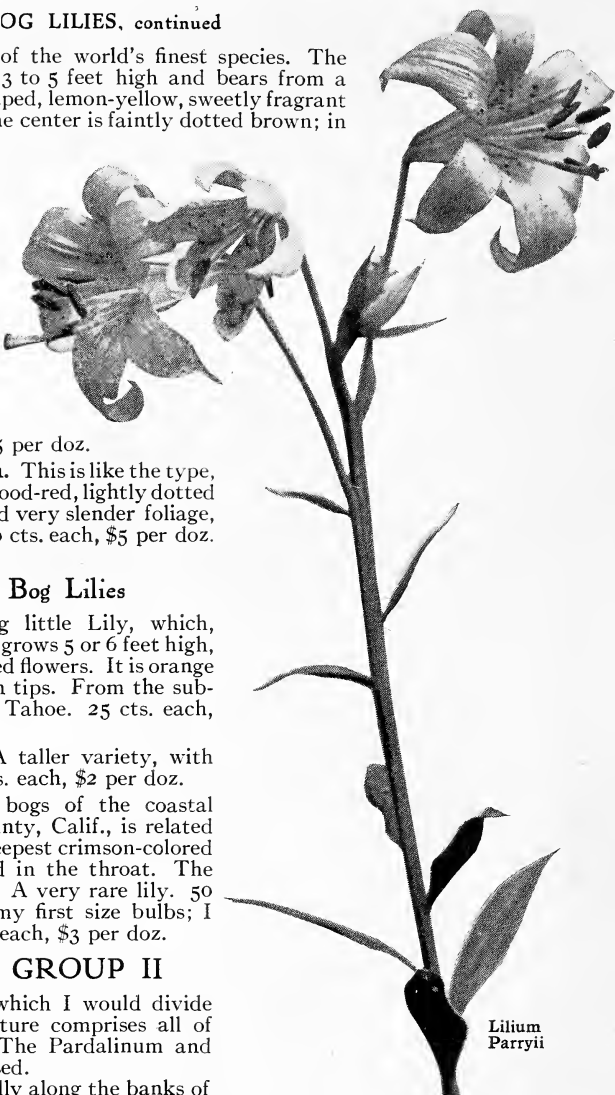 OG LILIES, continued
of the world's finest species. The
3 to 5 feet high and bears from a
ped, lemon-yellow, sweetly fragrant
e center is faintly dotted brown; in
5 per doz.
a. This is like the type,
ood-red, lightly dotted
d very slender foliage,
cts. each, $5 per doz.
Bog Lilies
g little Lily, which,
grows 5 or 6 feet high,
ed flowers. It is orange
n tips. From the sub-
Tahoe. 25 cts. each,
A taller variety, with
s. each, $2 per doz.
bogs of the coastal
nty, Calif., is related
eepest crimson-colored
d in the throat. The
A very rare lily. 50
my first size bulbs; I
each, $3 per doz.
GROUP II
which I would divide
ture comprises all of
The Pardalinum and
sed.
lly along the banks of
Lilium
Parryii